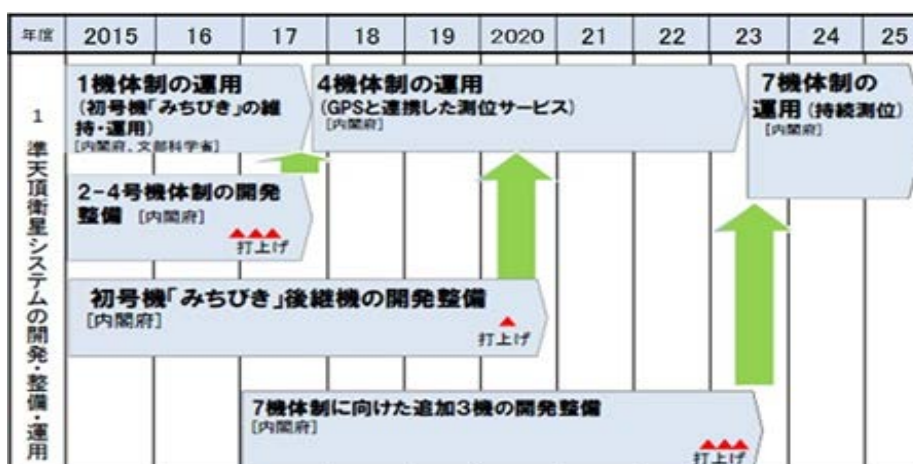 年度 2015 16 17 18 19 2020 21 22 23 24 25
1 準天頂衛星システムの開発・整備・運用
1機体制の運用
(初号機「みちびき」の維
持・運用)
[内閣府、文部科学省]
4機体制の運用
(GPSと連携した測位サービス)
[内閣府]
7機体制の
運用(持続測位)
[内閣府]
2-4号機体制の開発
整備 [内閣府]
打上げ
初号機「みちびき」後継機の開発整備
[内閣府]
打上げ
7機体制に向けた追加3機の開発整備
[内閣府]
打上げ